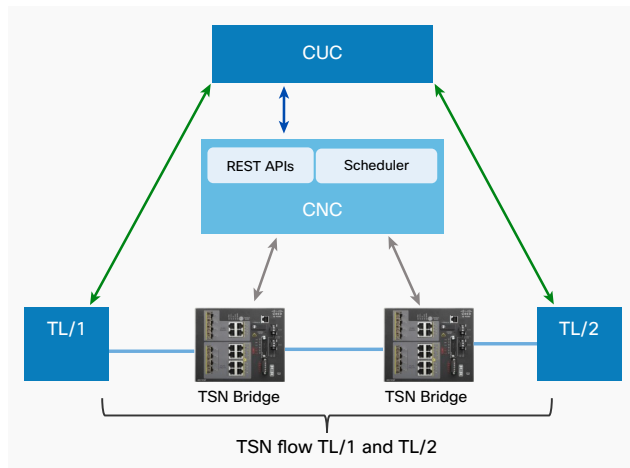 CUC
REST APIs
Scheduler
CNC
TL/1
TL/2
TSN Bridge
TSN Bridge
TSN flow TL/1 and TL/2